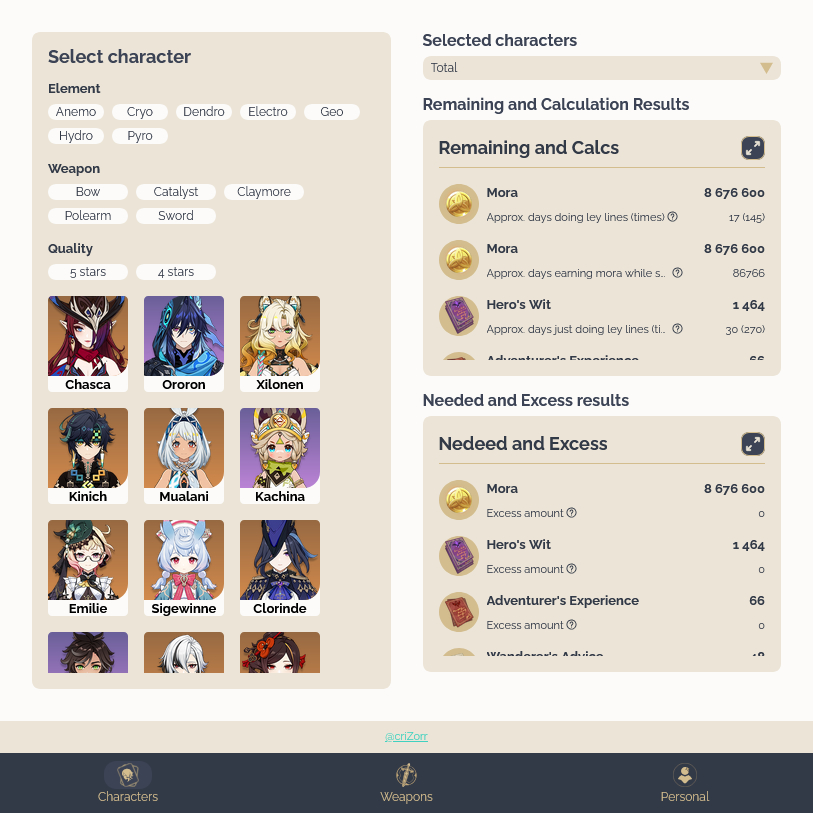 Select character
Element
Anemo Cryo Dendro Electro Geo
Hydro Pyro
Weapon
Bow Catalyst Claymore
Polearm Sword
Quality
5 stars 4 stars
Chasca Ororon Xilonen
Kinich Mualani Kachina
Emilie Sigewinne Clorinde
Selected characters
Total
Remaining and Calculation Results
Remaining and Calcs
Mora 8 676 600
Approx. days doing ley lines (times) 17 (145)
Mora 8 676 600
Approx. days earning mora while s... 86766
Hero's Wit 1 464
Approx. days just doing ley lines (ti... 30 (270)
Adventurer's Experience 66
Needed and Excess results
Nedeed and Excess
Mora 8 676 600
Excess amount 0
Hero's Wit 1 464
Excess amount 0
Adventurer's Experience 66
Excess amount 0
Wanderer's Advice 48
@criZorr
Characters Weapons Personal